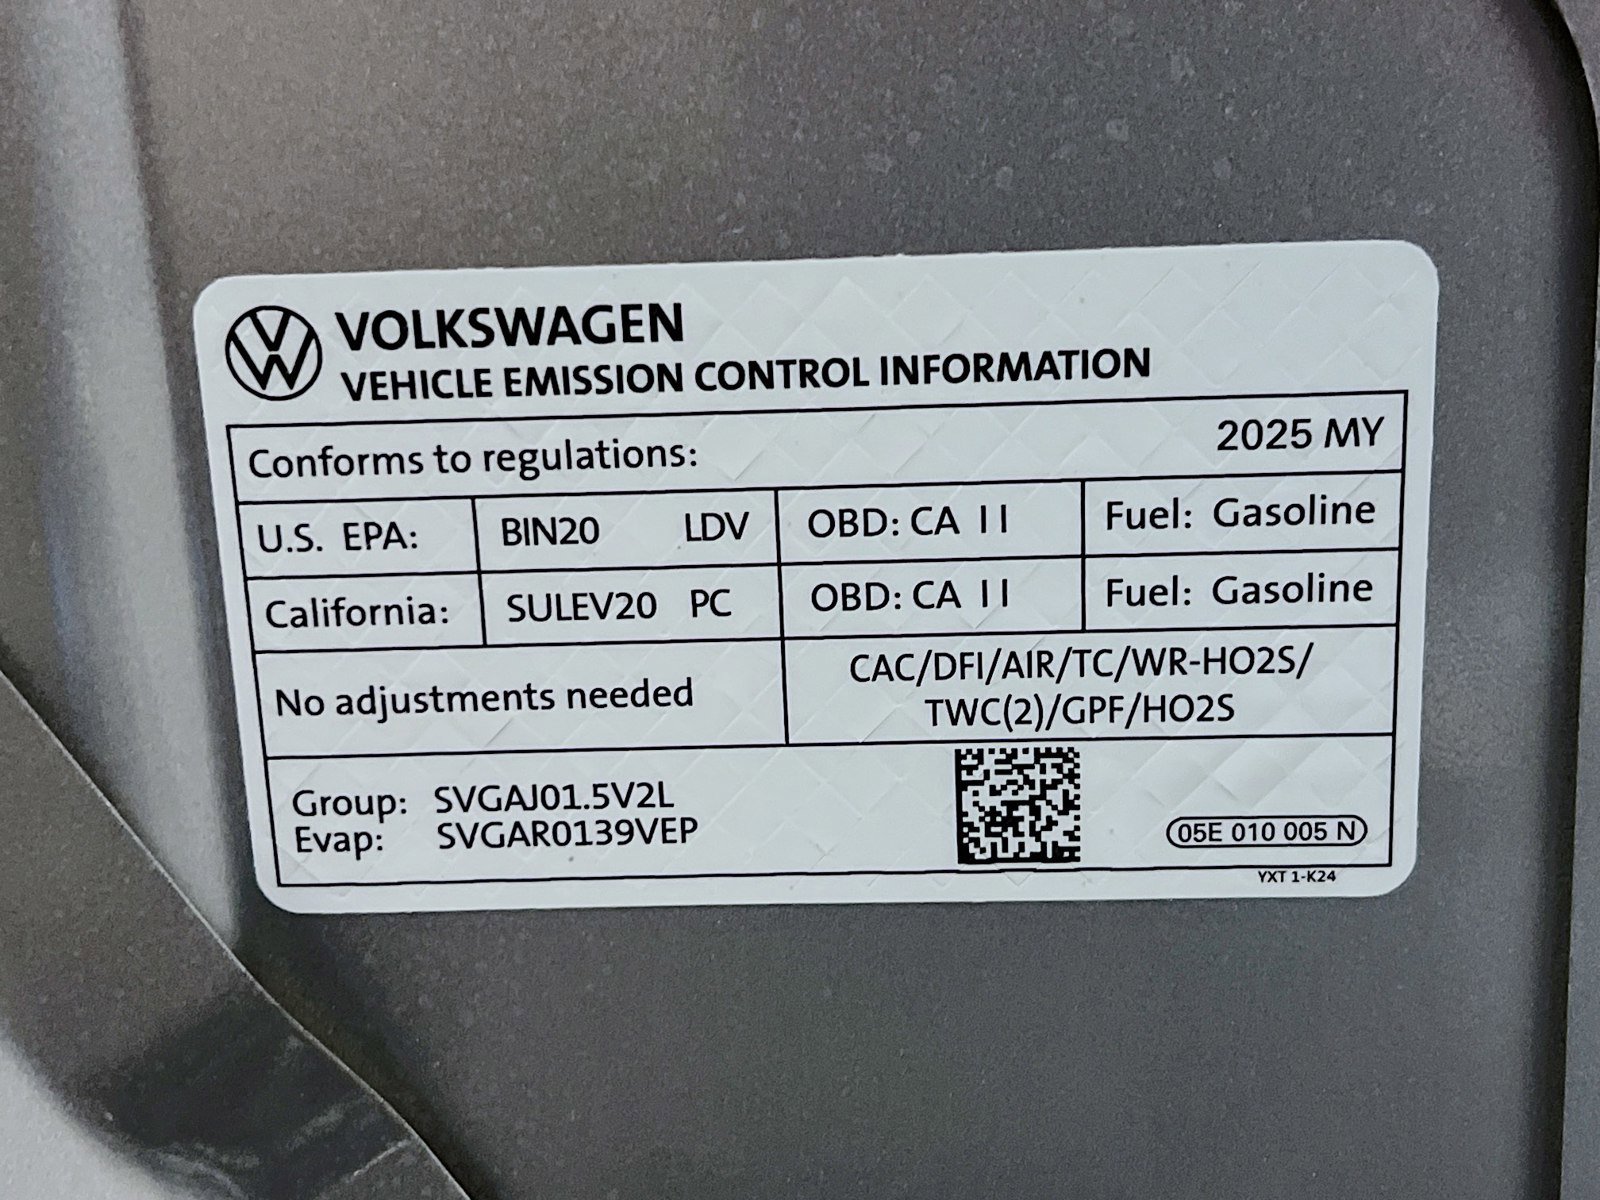 VOLKSWAGEN
VEHICLE EMISSION CONTROL INFORMATION
Conforms to regulations: 2025 MY
U.S. EPA: BIN20 LDV OBD: CA II Fuel: Gasoline
California: SULEV20 PC OBD: CA II Fuel: Gasoline
No adjustments needed
CAC/DFI/AIR/TC/WR-HO2S/
TWC(2)/GPF/HO2S
Group: SVGAJ01.5V2L
Evap: SVGAR0139VEP
05E 010 005 N
YXT 1-K24